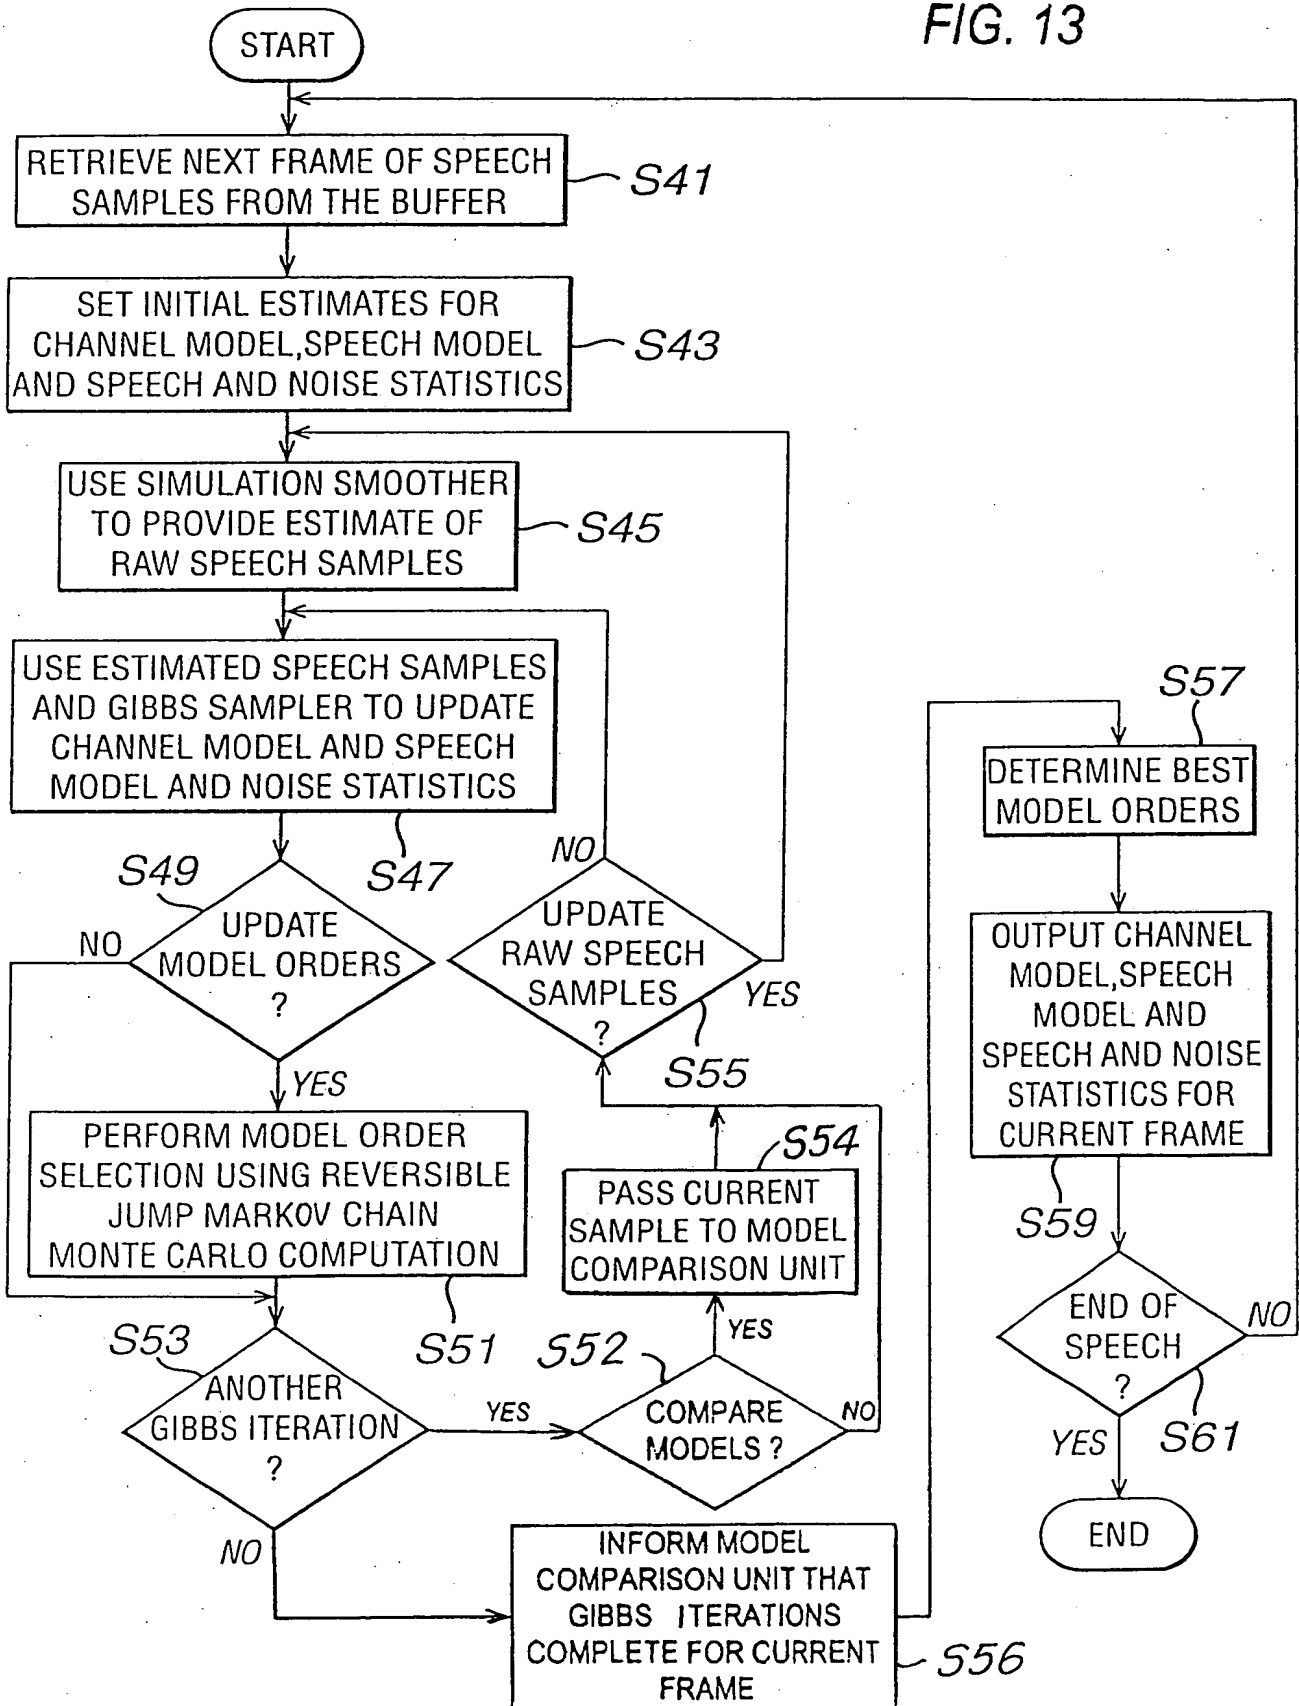 FIG. 13
START
RETRIEVE NEXT FRAME OF SPEECH
SAMPLES FROM THE BUFFER
S41
SET INITIAL ESTIMATES FOR
CHANNEL MODEL,SPEECH MODEL
AND SPEECH AND NOISE STATISTICS
S43
USE SIMULATION SMOOTHER
TO PROVIDE ESTIMATE OF
RAW SPEECH SAMPLES
S45
USE ESTIMATED SPEECH SAMPLES
AND GIBBS SAMPLER TO UPDATE
CHANNEL MODEL AND SPEECH
MODEL AND NOISE STATISTICS
S47
S49
UPDATE
MODEL ORDERS
?
NO
YES
PERFORM MODEL ORDER
SELECTION USING REVERSIBLE
JUMP MARKOV CHAIN
MONTE CARLO COMPUTATION
S51
S53
ANOTHER
GIBBS ITERATION
?
YES
NO
S52
COMPARE
MODELS ?
YES
NO
S54
PASS CURRENT
SAMPLE TO MODEL
COMPARISON UNIT
NO
UPDATE
RAW SPEECH
SAMPLES
?
YES
S55
INFORM MODEL
COMPARISON UNIT THAT
GIBBS ITERATIONS
COMPLETE FOR CURRENT
FRAME
S56
S57
DETERMINE BEST
MODEL ORDERS
OUTPUT CHANNEL
MODEL,SPEECH
MODEL AND
SPEECH AND NOISE
STATISTICS FOR
CURRENT FRAME
S59
END OF
SPEECH
?
NO
YES
S61
END